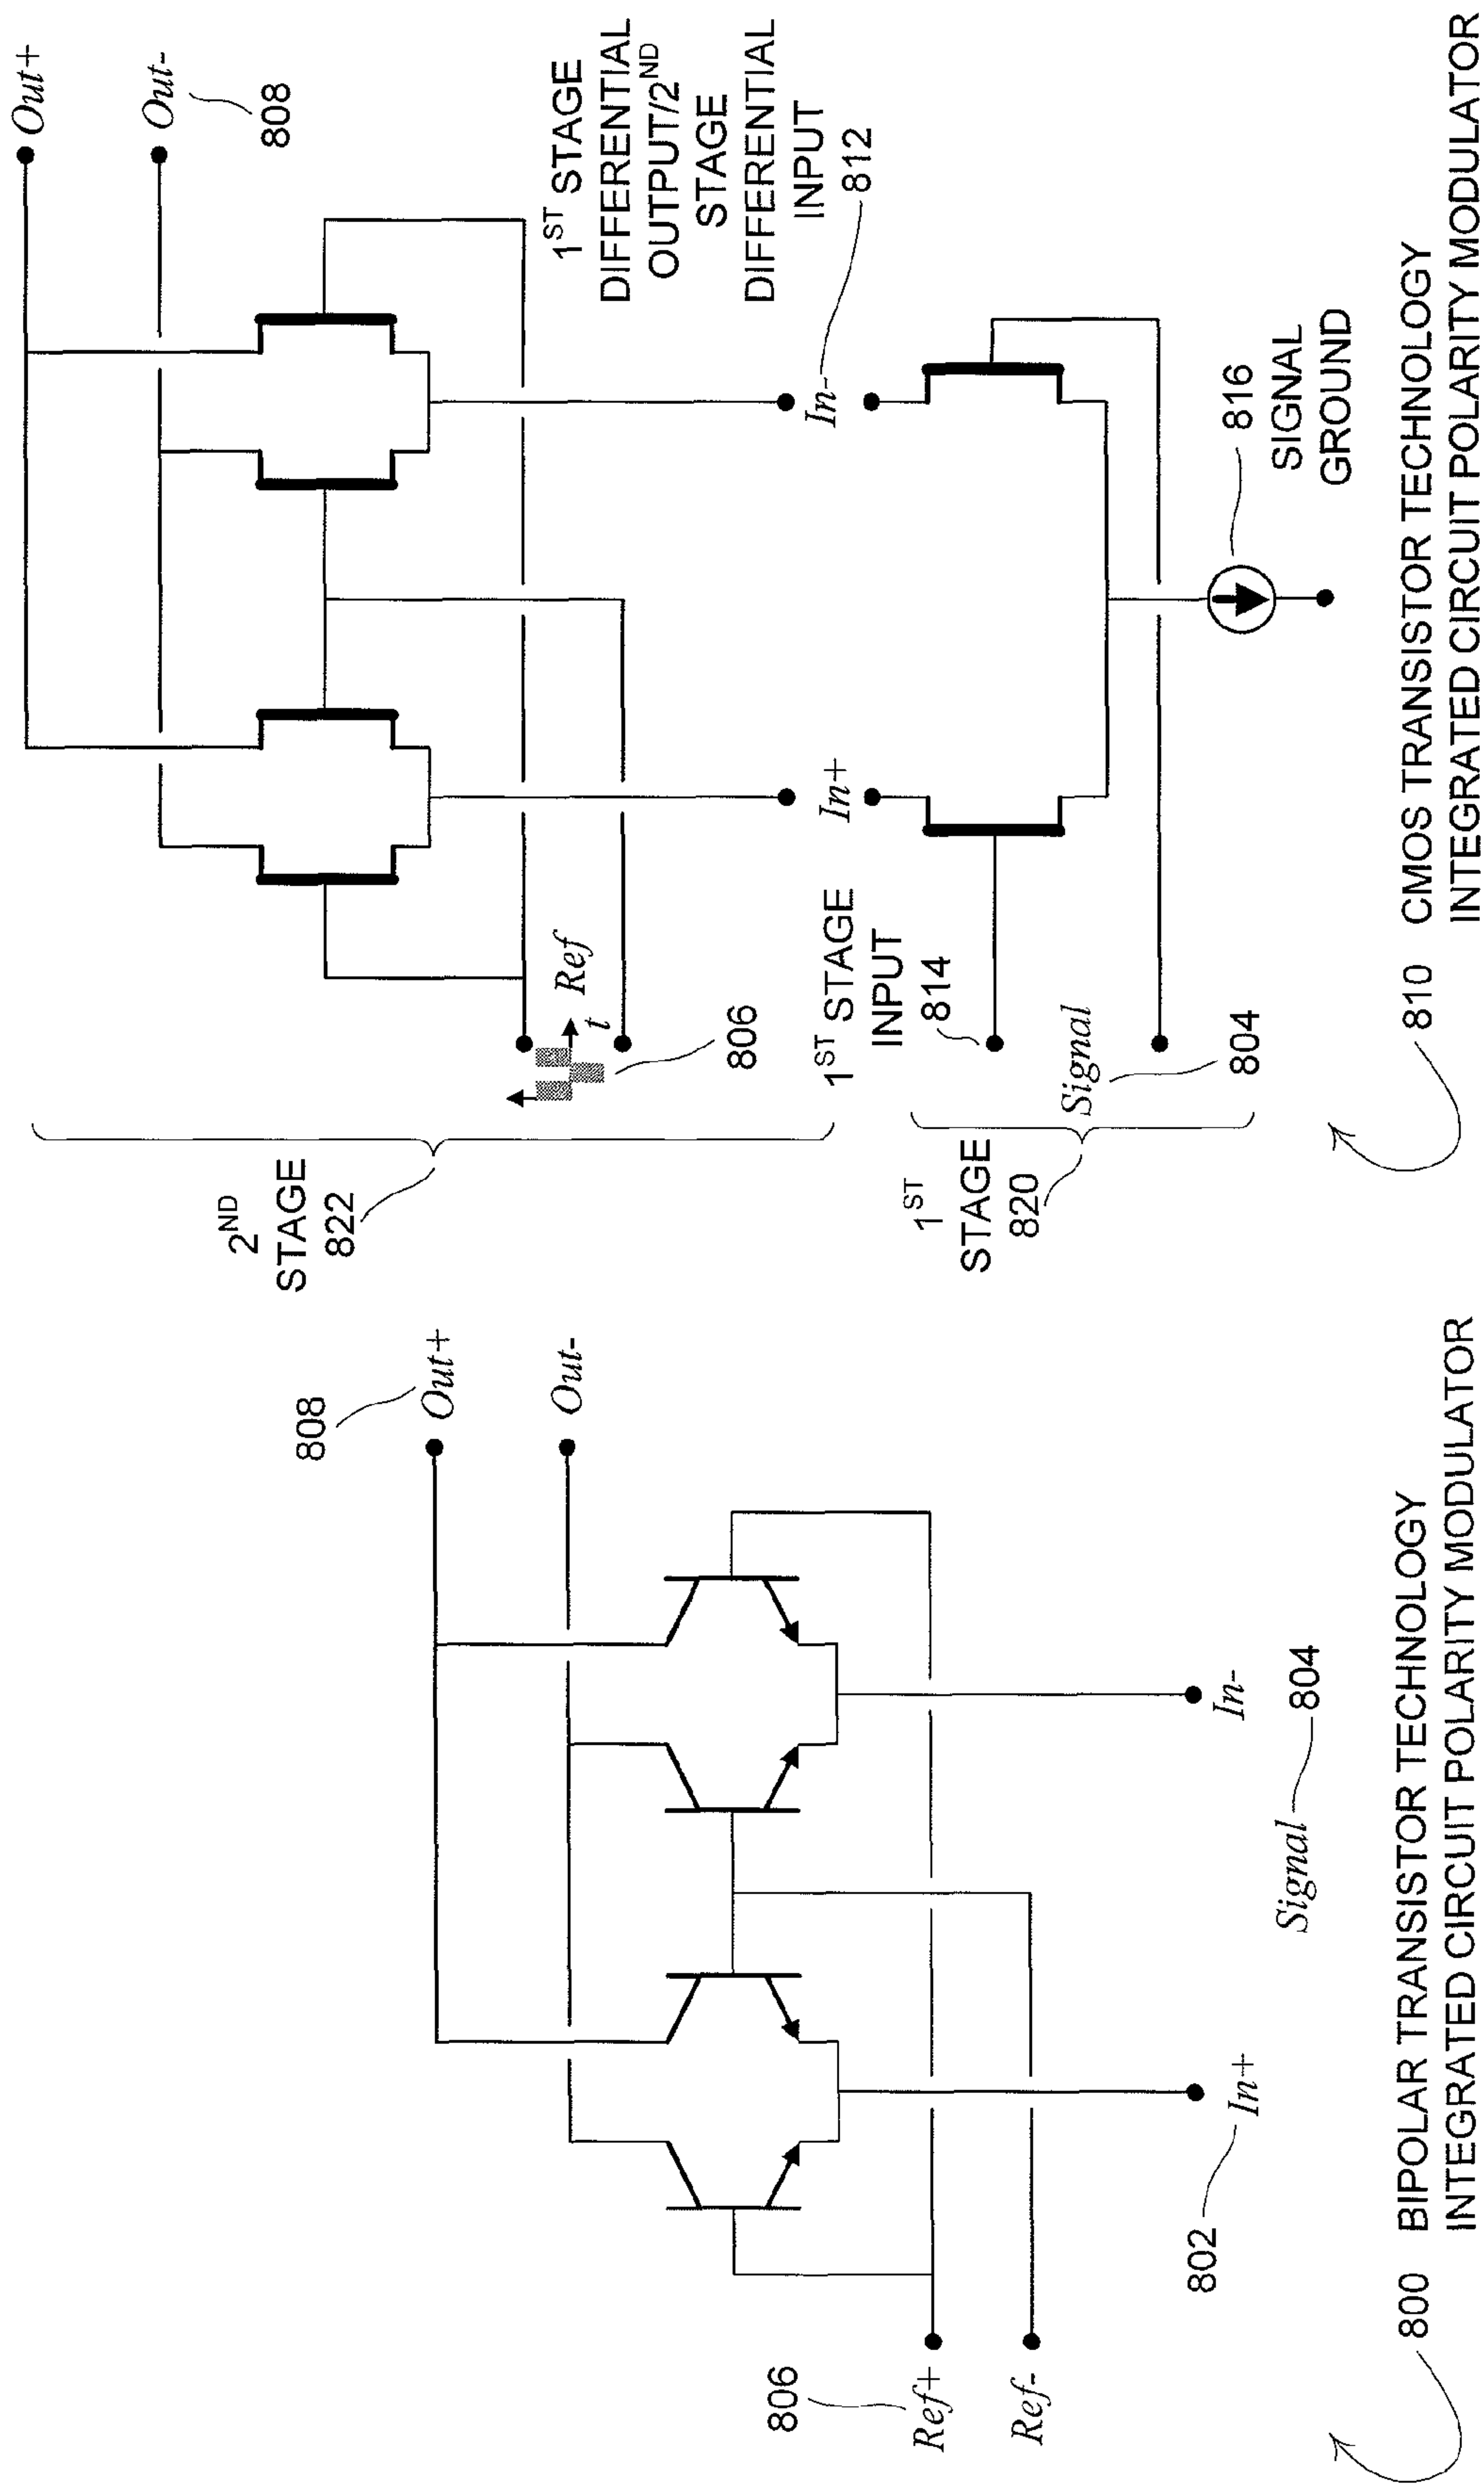 808
Out+
Out-
806
Ref+
Ref-
802
In+
In-
Signal
804
800 BIPOLAR TRANSISTOR TECHNOLOGY
INTEGRATED CIRCUIT POLARITY MODULATOR
Out+
Out-
808
2ND
STAGE
822
Ref
t
806
1ST STAGE
DIFFERENTIAL
OUTPUT/2ND
STAGE
DIFFERENTIAL
INPUT
812
In+
In-
1ST STAGE
INPUT
814
1ST
STAGE
820
Signal
804
816
SIGNAL
GROUND
810 CMOS TRANSISTOR TECHNOLOGY
INTEGRATED CIRCUIT POLARITY MODULATOR